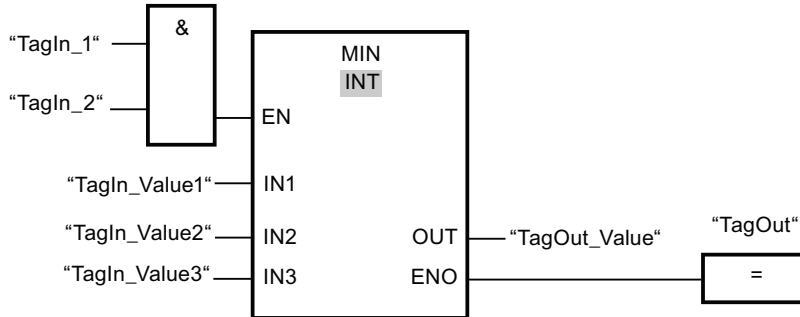 &
“TagIn_1“
MIN
INT
“TagIn_2“
EN
“TagIn_Value1“
IN1
“TagIn_Value2“
IN2
OUT
“TagOut_Value“
“TagOut“
“TagIn_Value3“
IN3
ENO
=